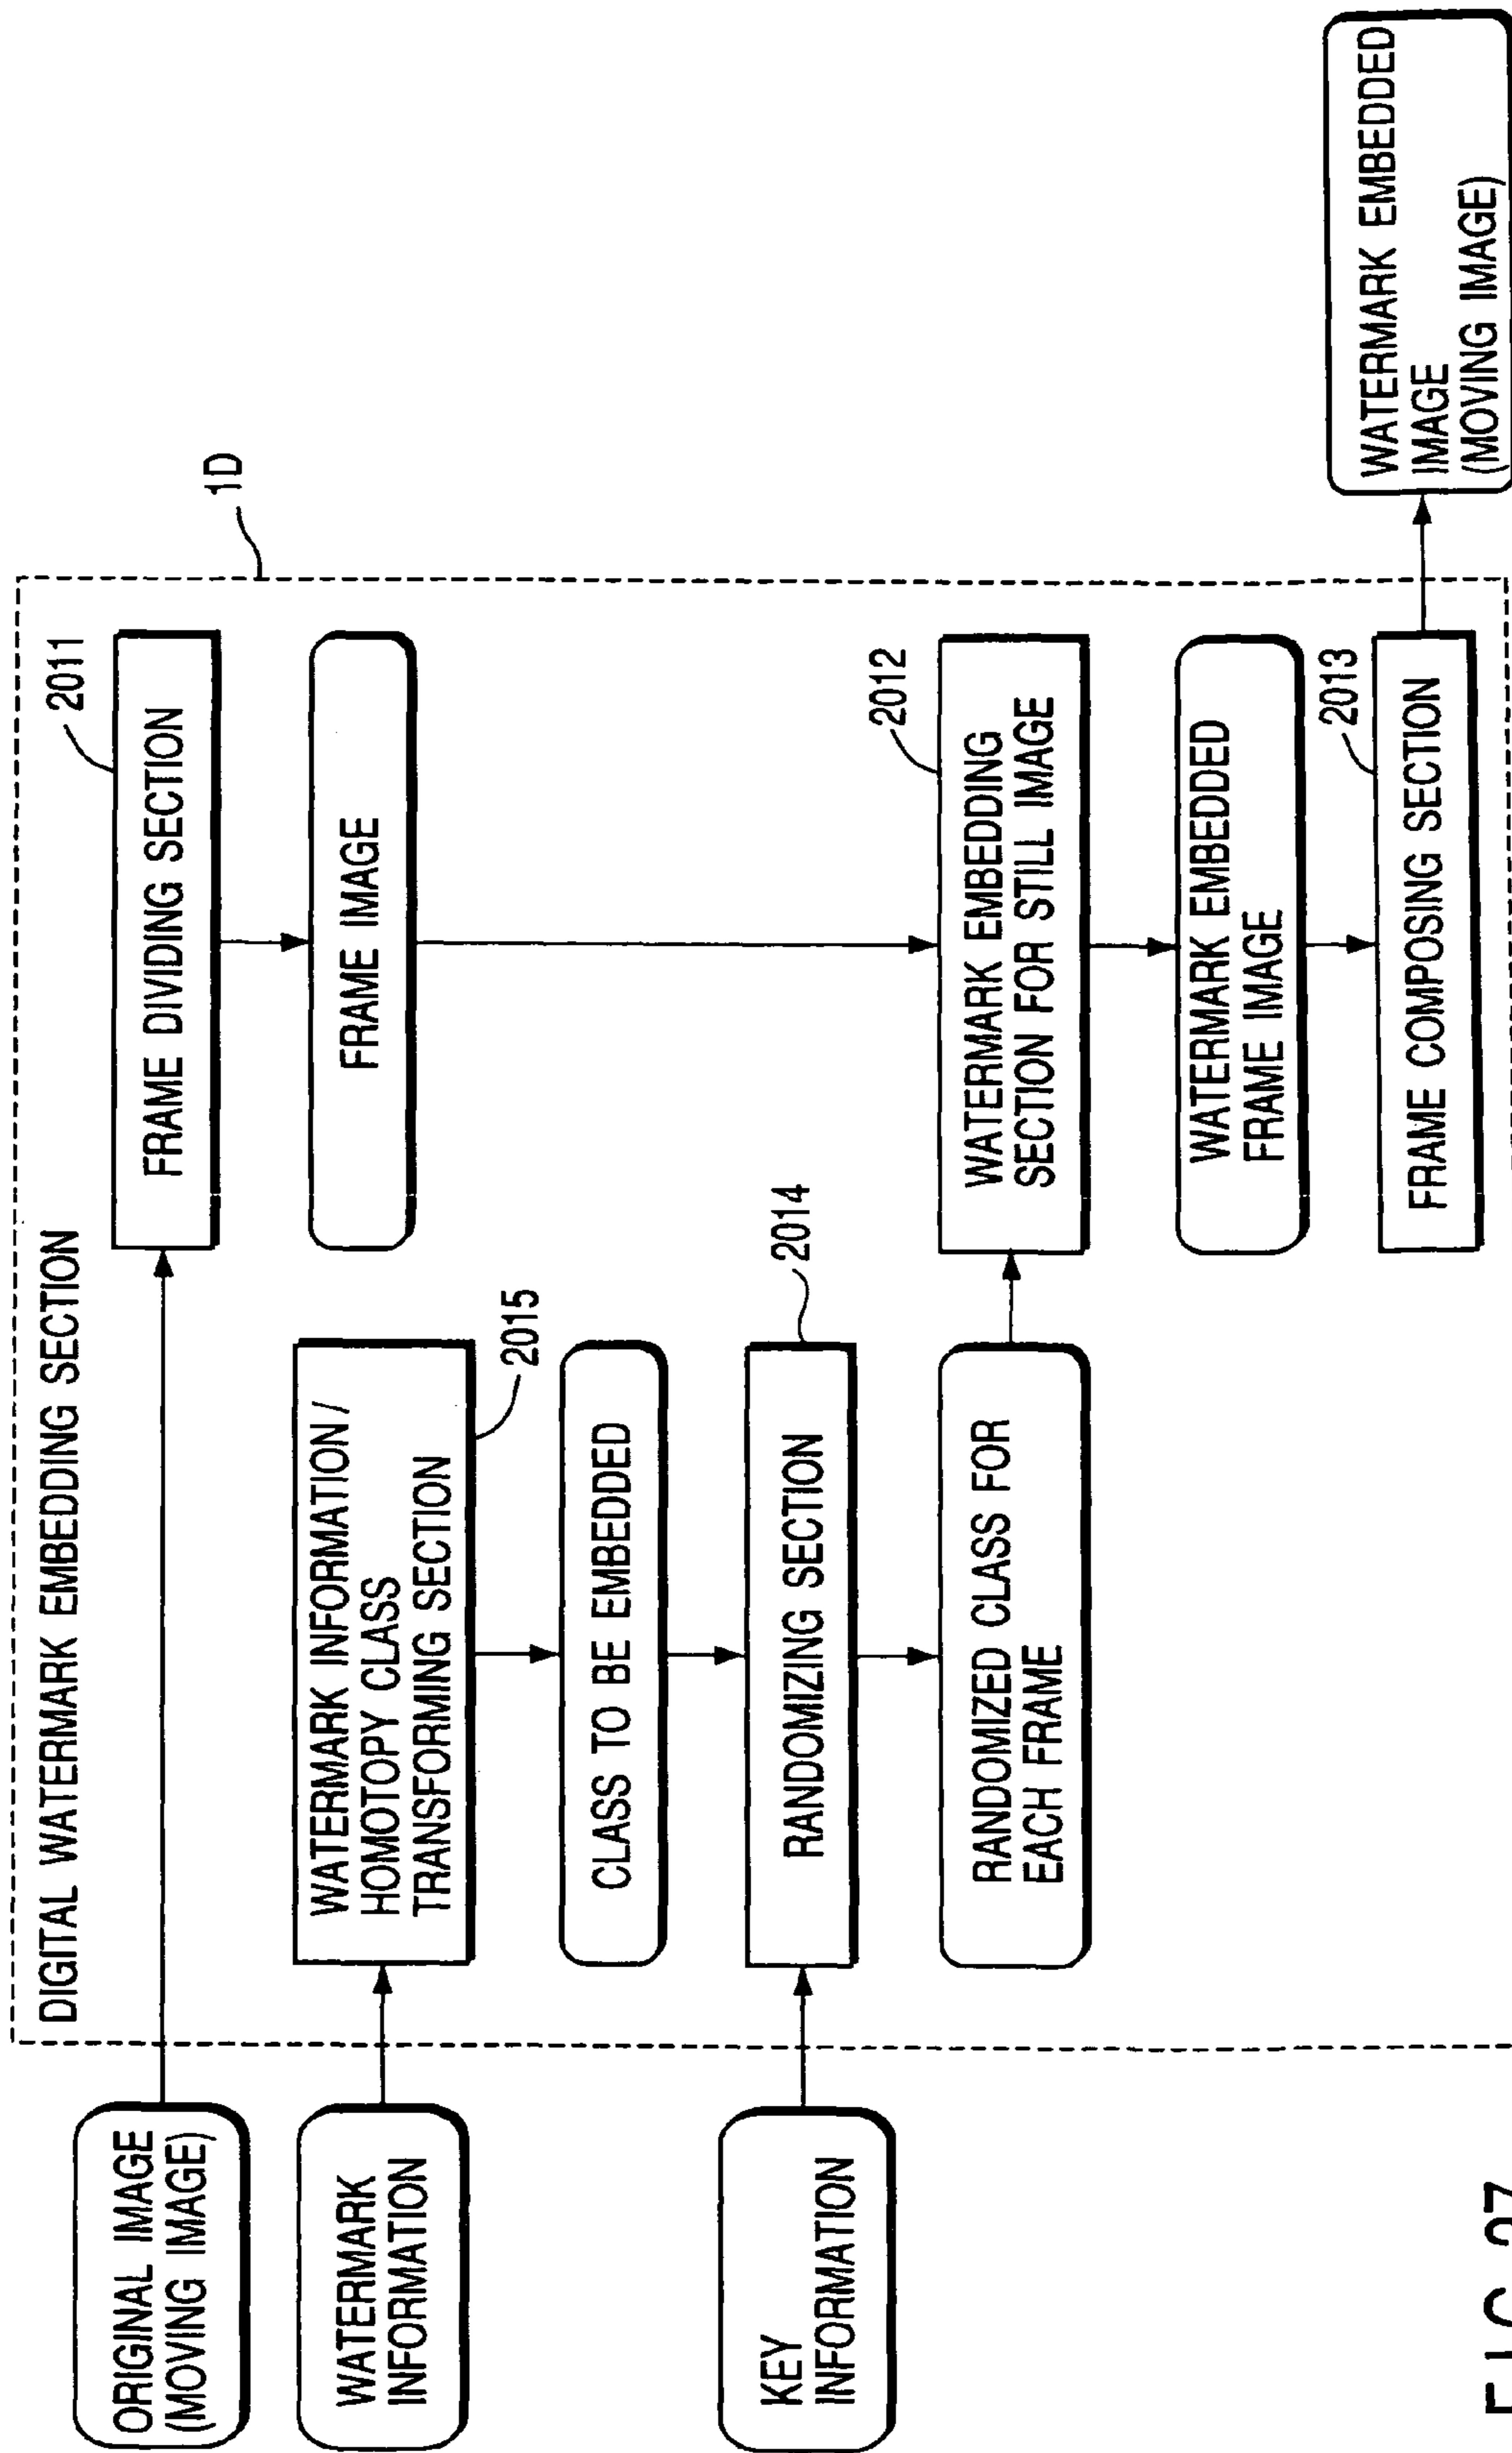 DIGITAL WATERMARK EMBEDDING SECTION
1D
ORIGINAL IMAGE
(MOVING IMAGE)
FRAME DIVIDING SECTION
2011
FRAME IMAGE
WATERMARK
INFORMATION
WATERMARK INFORMATION /
HOMOTOPY CLASS
TRANSFORMING SECTION
2015
CLASS TO BE EMBEDDED
KEY
INFORMATION
RANDOMIZING SECTION
2014
RANDOMIZED CLASS FOR
EACH FRAME
WATERMARK EMBEDDING
SECTION FOR STILL IMAGE
2012
WATERMARK EMBEDDED
FRAME IMAGE
FRAME COMPOSING SECTION
2013
WATERMARK EMBEDDED
IMAGE
(MOVING IMAGE)